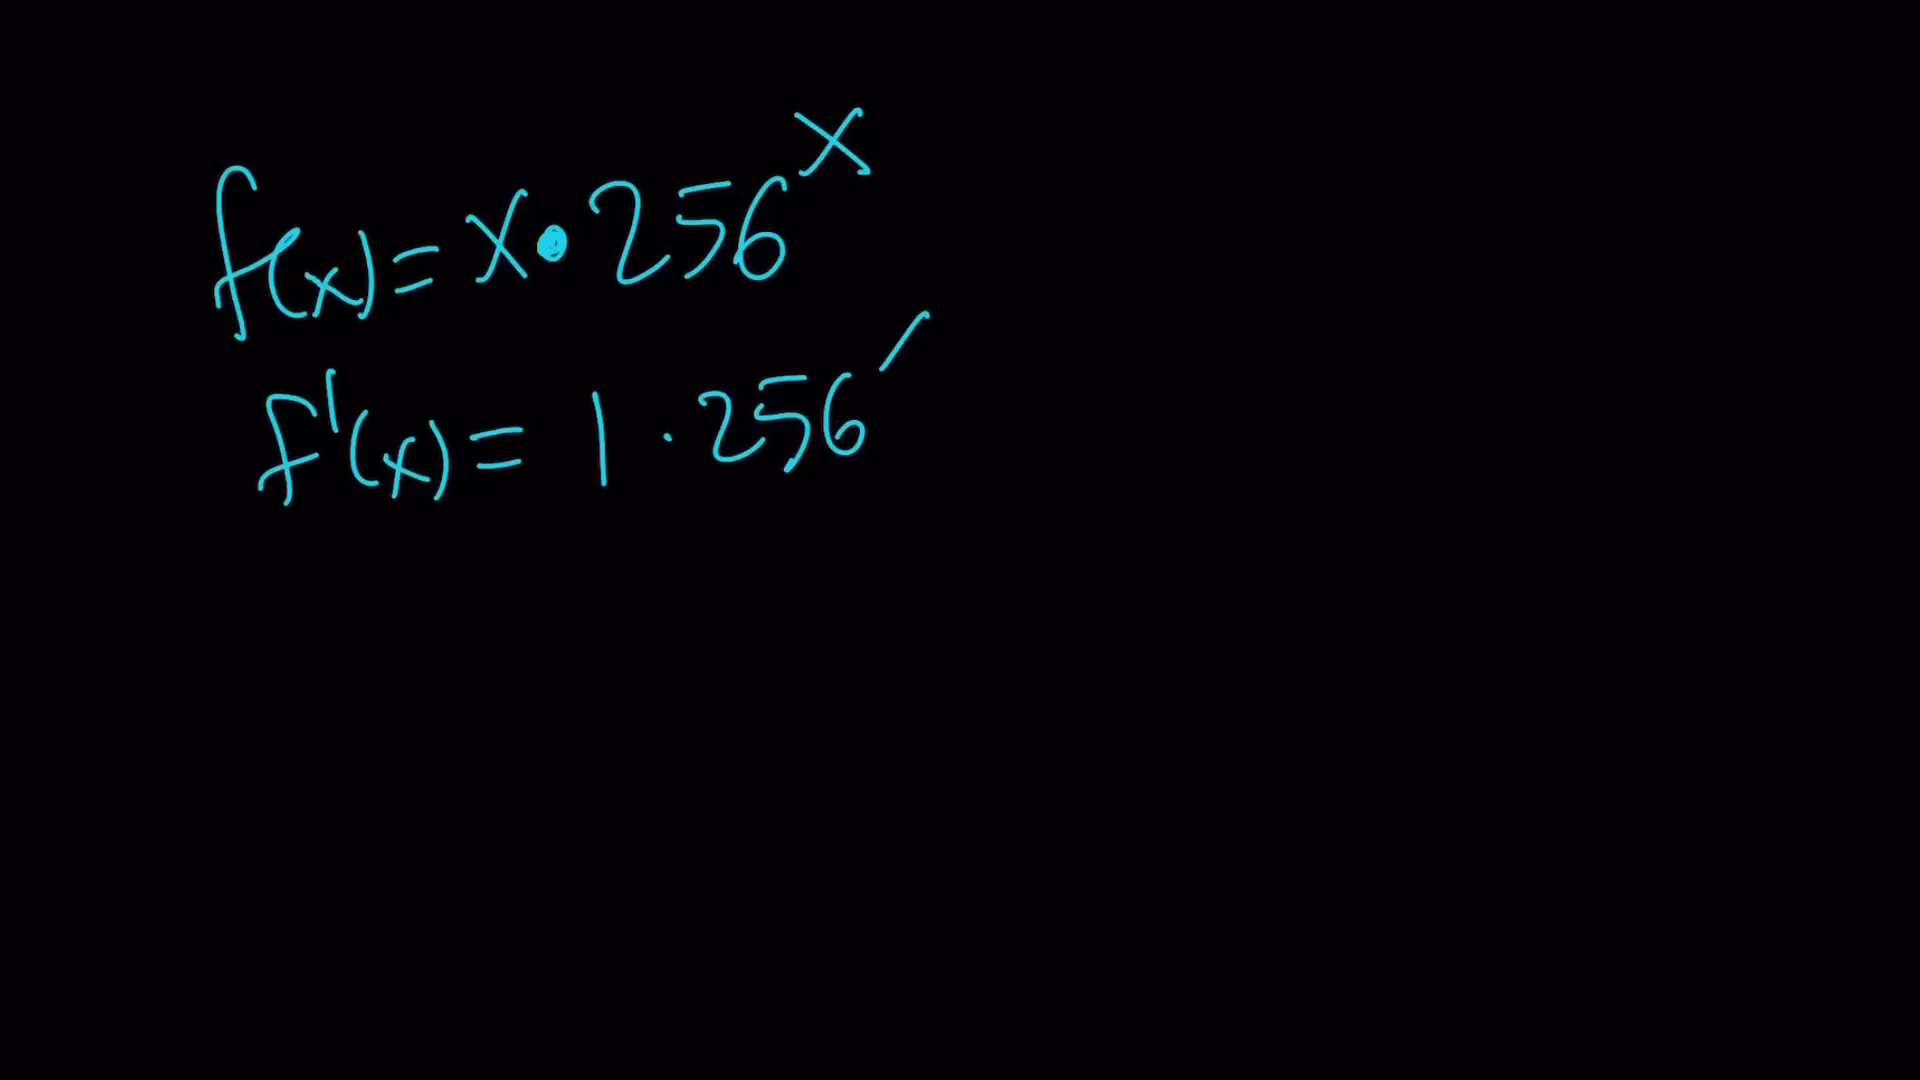 f(x) = x • 256^x
f'(x) = 1 · 256^/